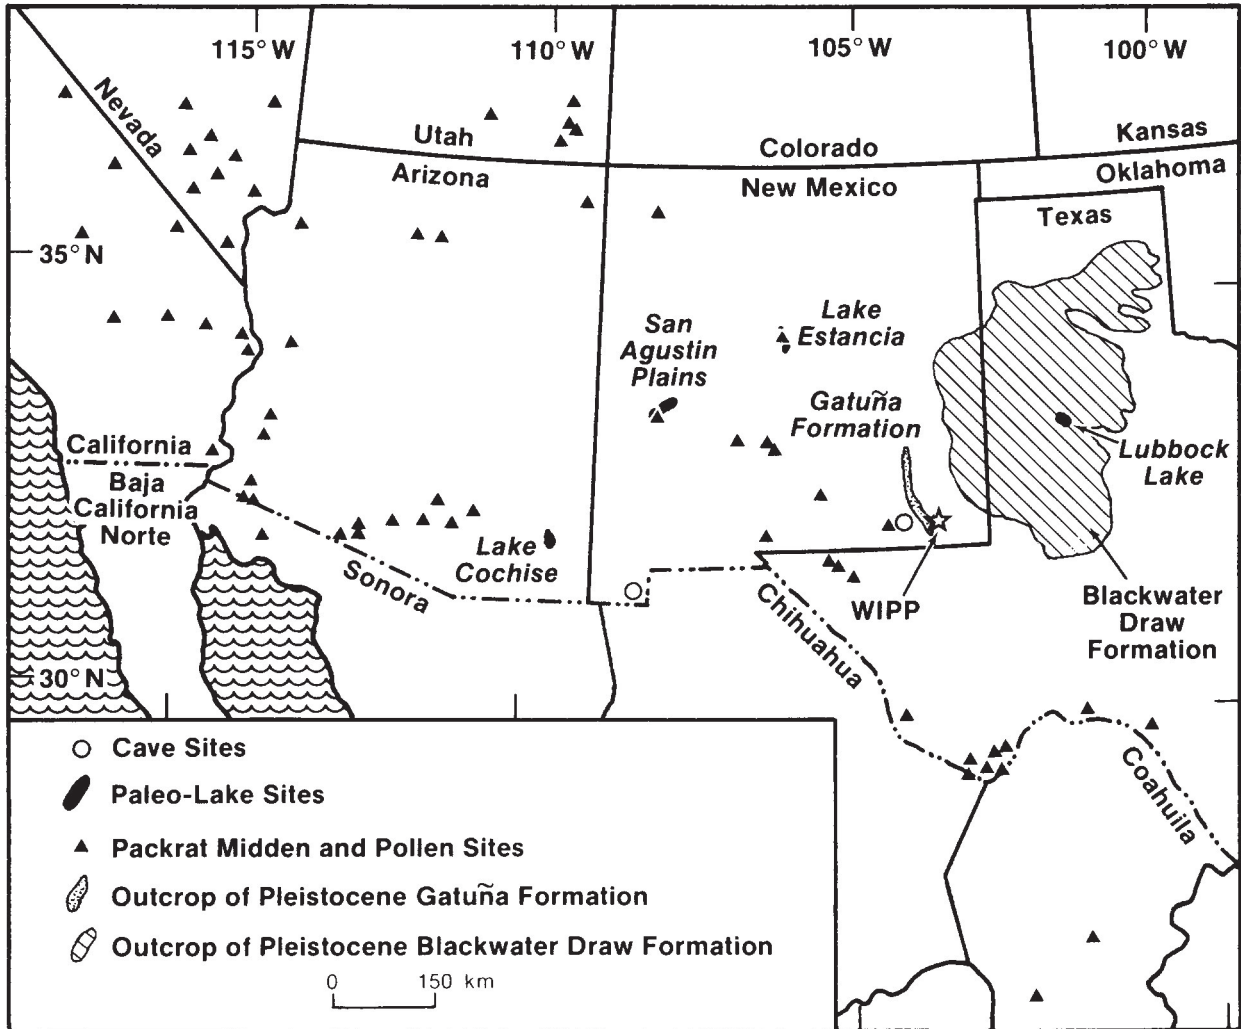 115° W
110° W
105° W
100° W
Nevada
Utah
Arizona
Colorado
New Mexico
Kansas
Oklahoma
Texas
35° N
San
Agustin
Plains
Lake
Estancia
Gatuña
Formation
Lubbock
Lake
California
Baja
California
Norte
Lake
Cochise
Sonora
Chihuahua
WIPP
Blackwater
Draw
Formation
30° N
Coahuila
Cave Sites
Paleo-Lake Sites
Packrat Midden and Pollen Sites
Outcrop of Pleistocene Gatuña Formation
Outcrop of Pleistocene Blackwater Draw Formation
0 150 km